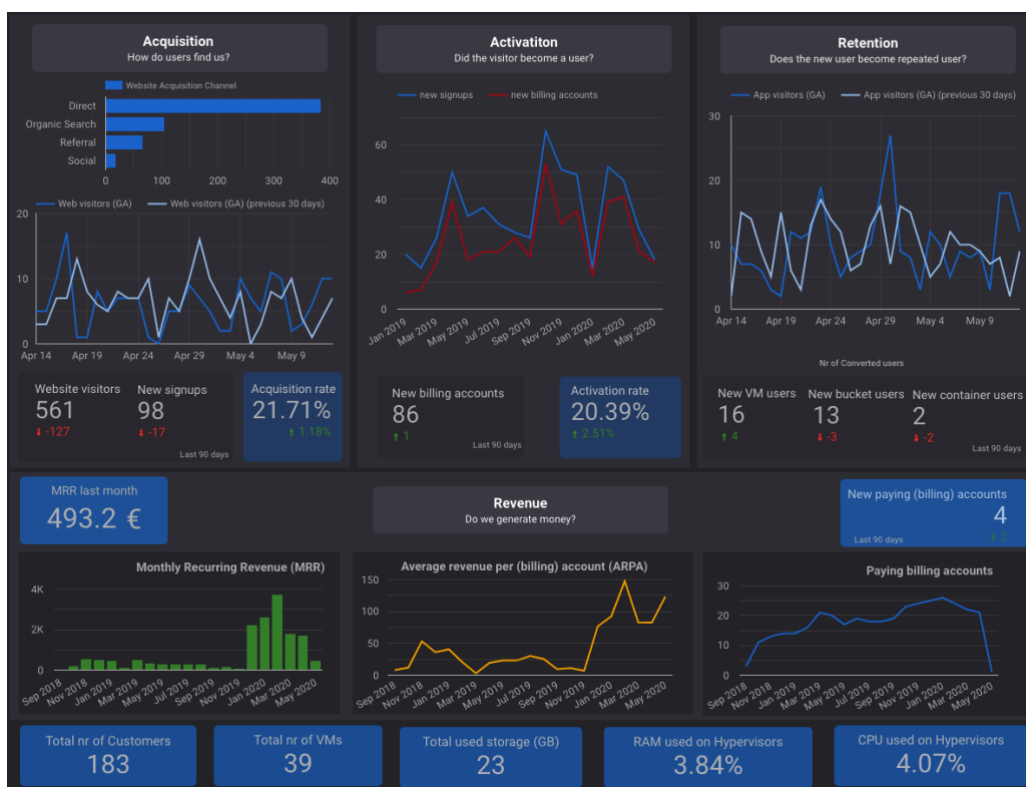 Acquisition
How do users find us?
Website Acquisition Channel
Direct
Organic Search
Referral
Social
0 100 200 300 400
Web visitors (GA) Web visitors (GA) (previous 30 days)
20
10
0
Apr 14 Apr 19 Apr 24 Apr 29 May 4 May 9
Website visitors
561
-127
New signups
98
-17
Last 90 days
Acquisition rate
21.71%
1.18%
Activatiton
Did the visitor become a user?
new signups new billing accounts
60
40
20
0
Jan 2019 Mar 2019 May 2019 Jul 2019 Sep 2019 Nov 2019 Jan 2020 Mar 2020 May 2020
New billing accounts
86
1
Last 90 days
Activation rate
20.39%
2.51%
Retention
Does the new user become repeated user?
App visitors (GA) App visitors (GA) (previous 30 days)
30
20
10
0
Apr 14 Apr 19 Apr 24 Apr 29 May 4 May 9
Nr of Converted users
New VM users
16
4
New bucket users
13
-3
New container users
2
-2
Last 90 days
MRR last month
493.2 €
Revenue
Do we generate money?
New paying (billing) accounts
4
Last 90 days
Monthly Recurring Revenue (MRR)
4K
2K
0
Sep 2018 Nov 2018 Jan 2019 Mar 2019 May 2019 Jul 2019 Sep 2019 Nov 2019 Jan 2020 Mar 2020 May 2020
Average revenue per (billing) account (ARPA)
150
100
50
0
Sep 2018 Nov 2018 Jan 2019 Mar 2019 May 2019 Jul 2019 Sep 2019 Nov 2019 Jan 2020 Mar 2020 May 2020
Paying billing accounts
30
20
10
0
Sep 2018 Nov 2018 Jan 2019 Mar 2019 May 2019 Jul 2019 Sep 2019 Nov 2019 Jan 2020 Mar 2020 May 2020
Total nr of Customers
183
Total nr of VMs
39
Total used storage (GB)
23
RAM used on Hypervisors
3.84%
CPU used on Hypervisors
4.07%